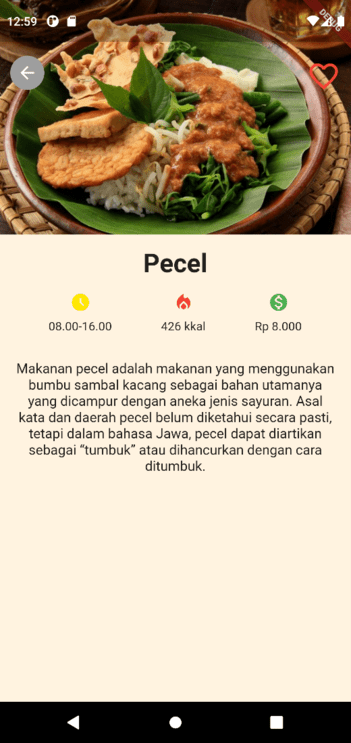 12:59
DEBUG
Pecel
08.00-16.00
426 kkal
Rp 8.000
Makanan pecel adalah makanan yang menggunakan
bumbu sambal kacang sebagai bahan utamanya
yang dicampur dengan aneka jenis sayuran. Asal
kata dan daerah pecel belum diketahui secara pasti,
tetapi dalam bahasa Jawa, pecel dapat diartikan
sebagai “tumbuk” atau dihancurkan dengan cara
ditumbuk.